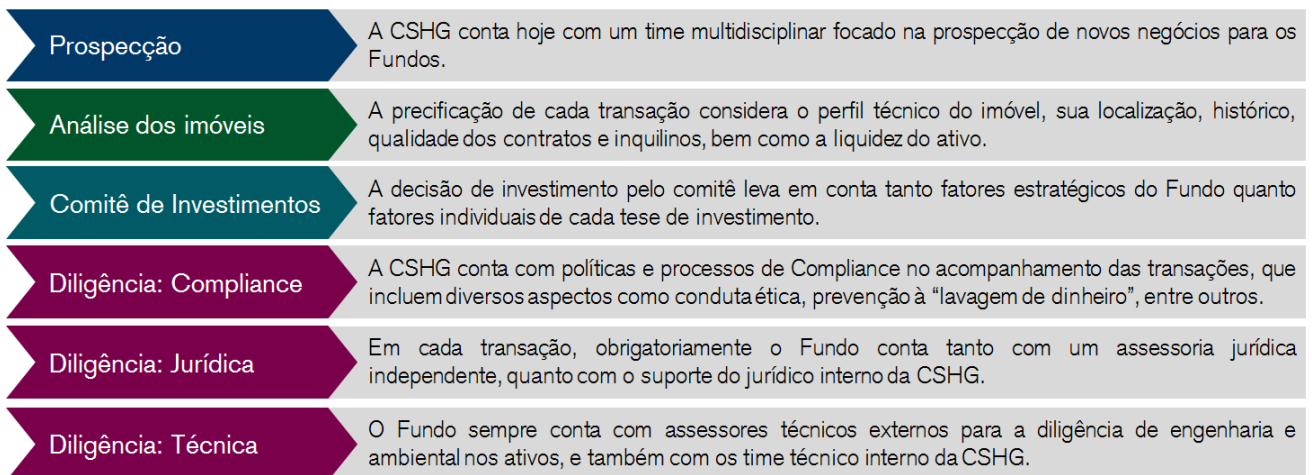 Prospecção
A CSHG conta hoje com um time multidisciplinar focado na prospecção de novos negócios para os
Fundos.
Análise dos imóveis
A precificação de cada transação considera o perfil técnico do imóvel, sua localização, histórico,
qualidade dos contratos e inquilinos, bem como a liquidez do ativo.
Comitê de Investimentos
A decisão de investimento pelo comitê leva em conta tanto fatores estratégicos do Fundo quanto
fatores individuais de cada tese de investimento.
Diligência: Compliance
A CSHG conta com políticas e processos de Compliance no acompanhamento das transações, que
incluem diversos aspectos como conduta ética, prevenção à “lavagem de dinheiro”, entre outros.
Diligência: Jurídica
Em cada transação, obrigatoriamente o Fundo conta tanto com um assessoria jurídica
independente, quanto com o suporte do jurídico interno da CSHG.
Diligência: Técnica
O Fundo sempre conta com assessores técnicos externos para a diligência de engenharia e
ambiental nos ativos, e também com os time técnico interno da CSHG.